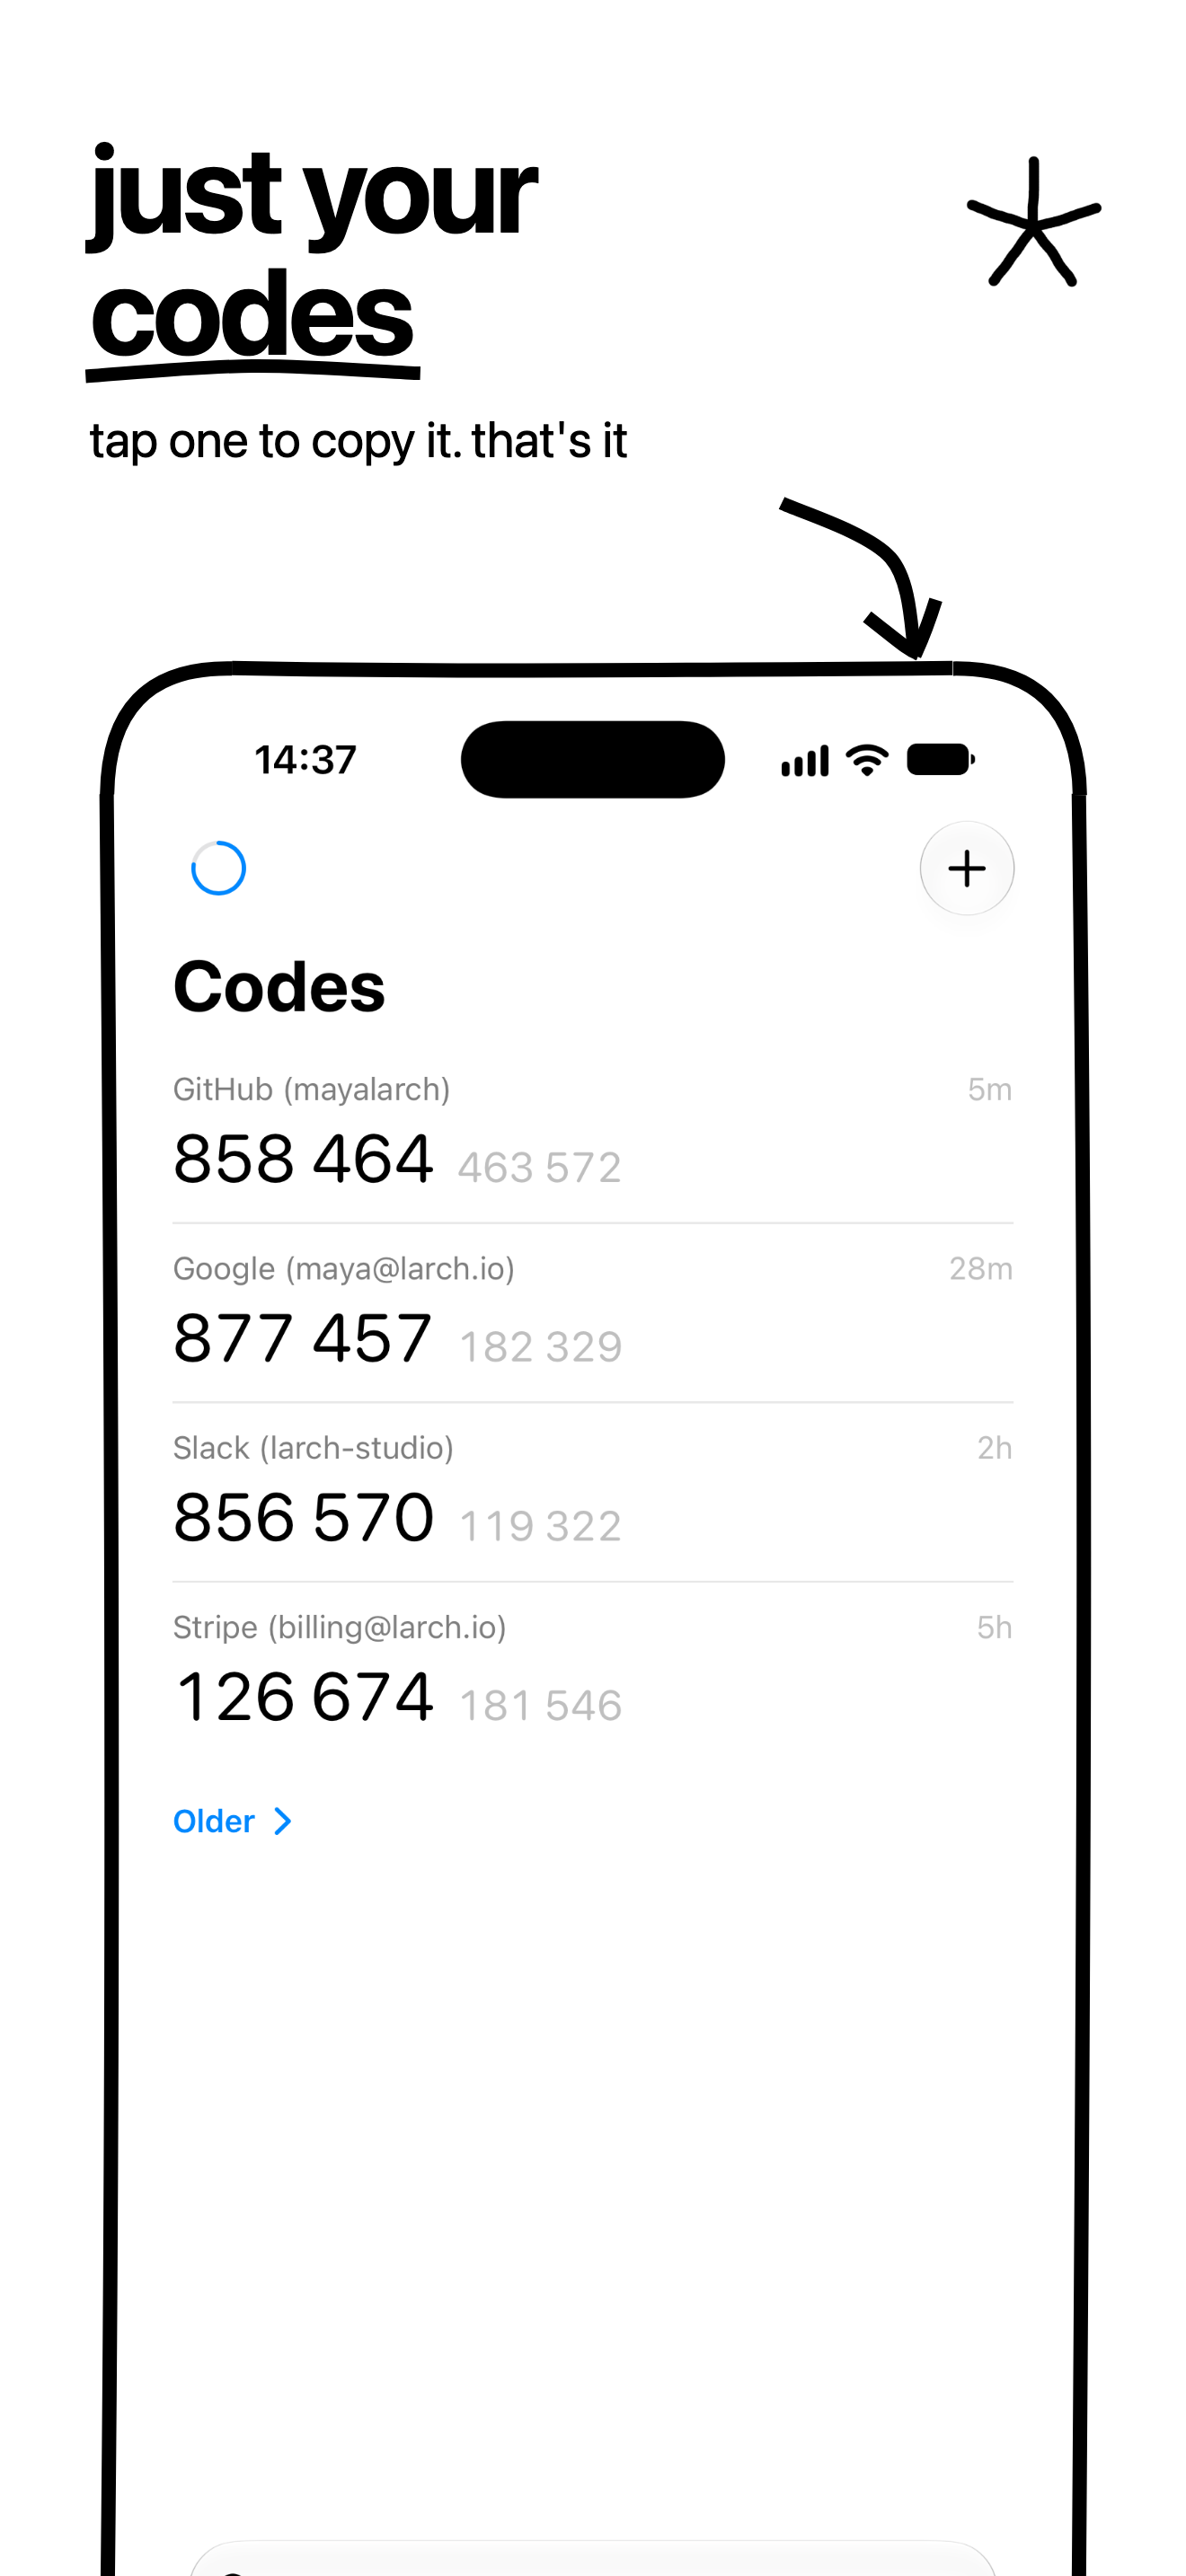 just your
codes
tap one to copy it. that's it
14:37
Codes
GitHub (mayalarch) 5m
858 464 463 572
Google (maya@larch.io) 28m
877 457 182 329
Slack (larch-studio) 2h
856 570 119 322
Stripe (billing@larch.io) 5h
126 674 181 546
Older